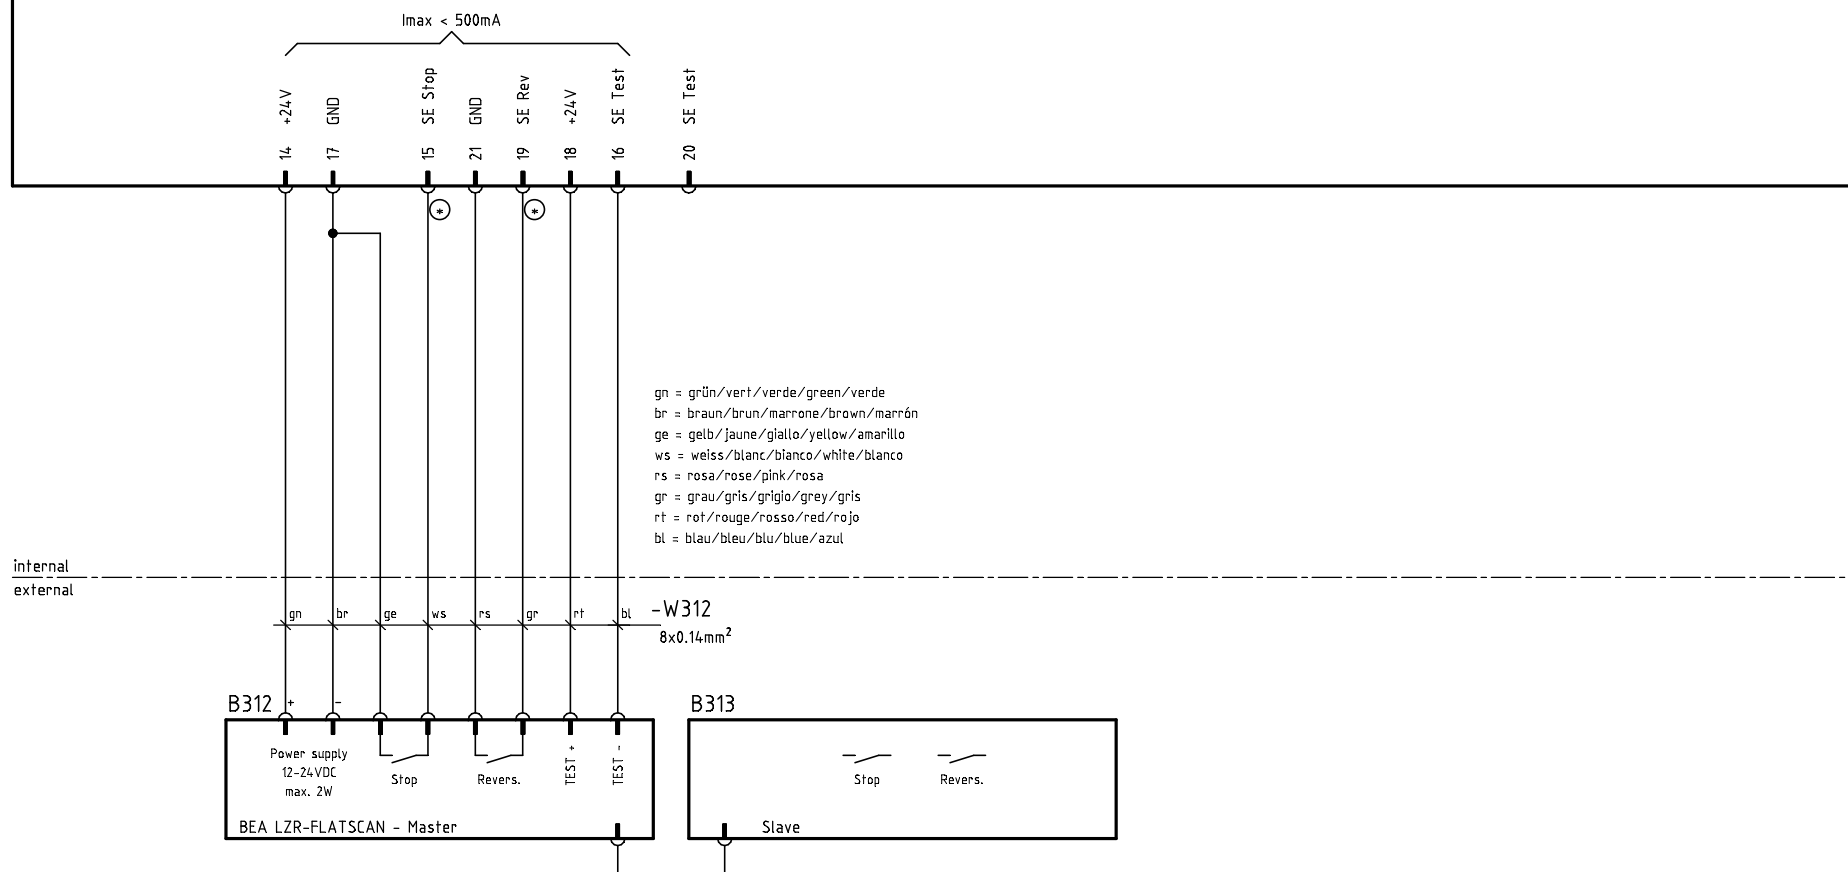 Imax < 500mA
+24V
GND
SE Stop
GND
SE Rev
+24V
SE Test
SE Test
14
17
15
21
19
18
16
20
*
*
gn = grün/vert/verde/green/verde
br = braun/brun/marrone/brown/marrón
ge = gelb/jaune/giallo/yellow/amarillo
ws = weiss/blanc/bianco/white/blanco
rs = rosa/rose/pink/rosa
gr = grau/gris/grigio/grey/gris
rt = rot/rouge/rosso/red/rojo
bl = blau/bleu/blu/blue/azul
internal
external
gn
br
ge
ws
rs
gr
rt
bl
-W312
8x0.14mm²
B312
+
-
B313
Power supply
12-24VDC
max. 2W
Stop
Revers.
TEST +
TEST -
BEA LZR-FLATSCAN - Master
Stop
Revers.
Slave